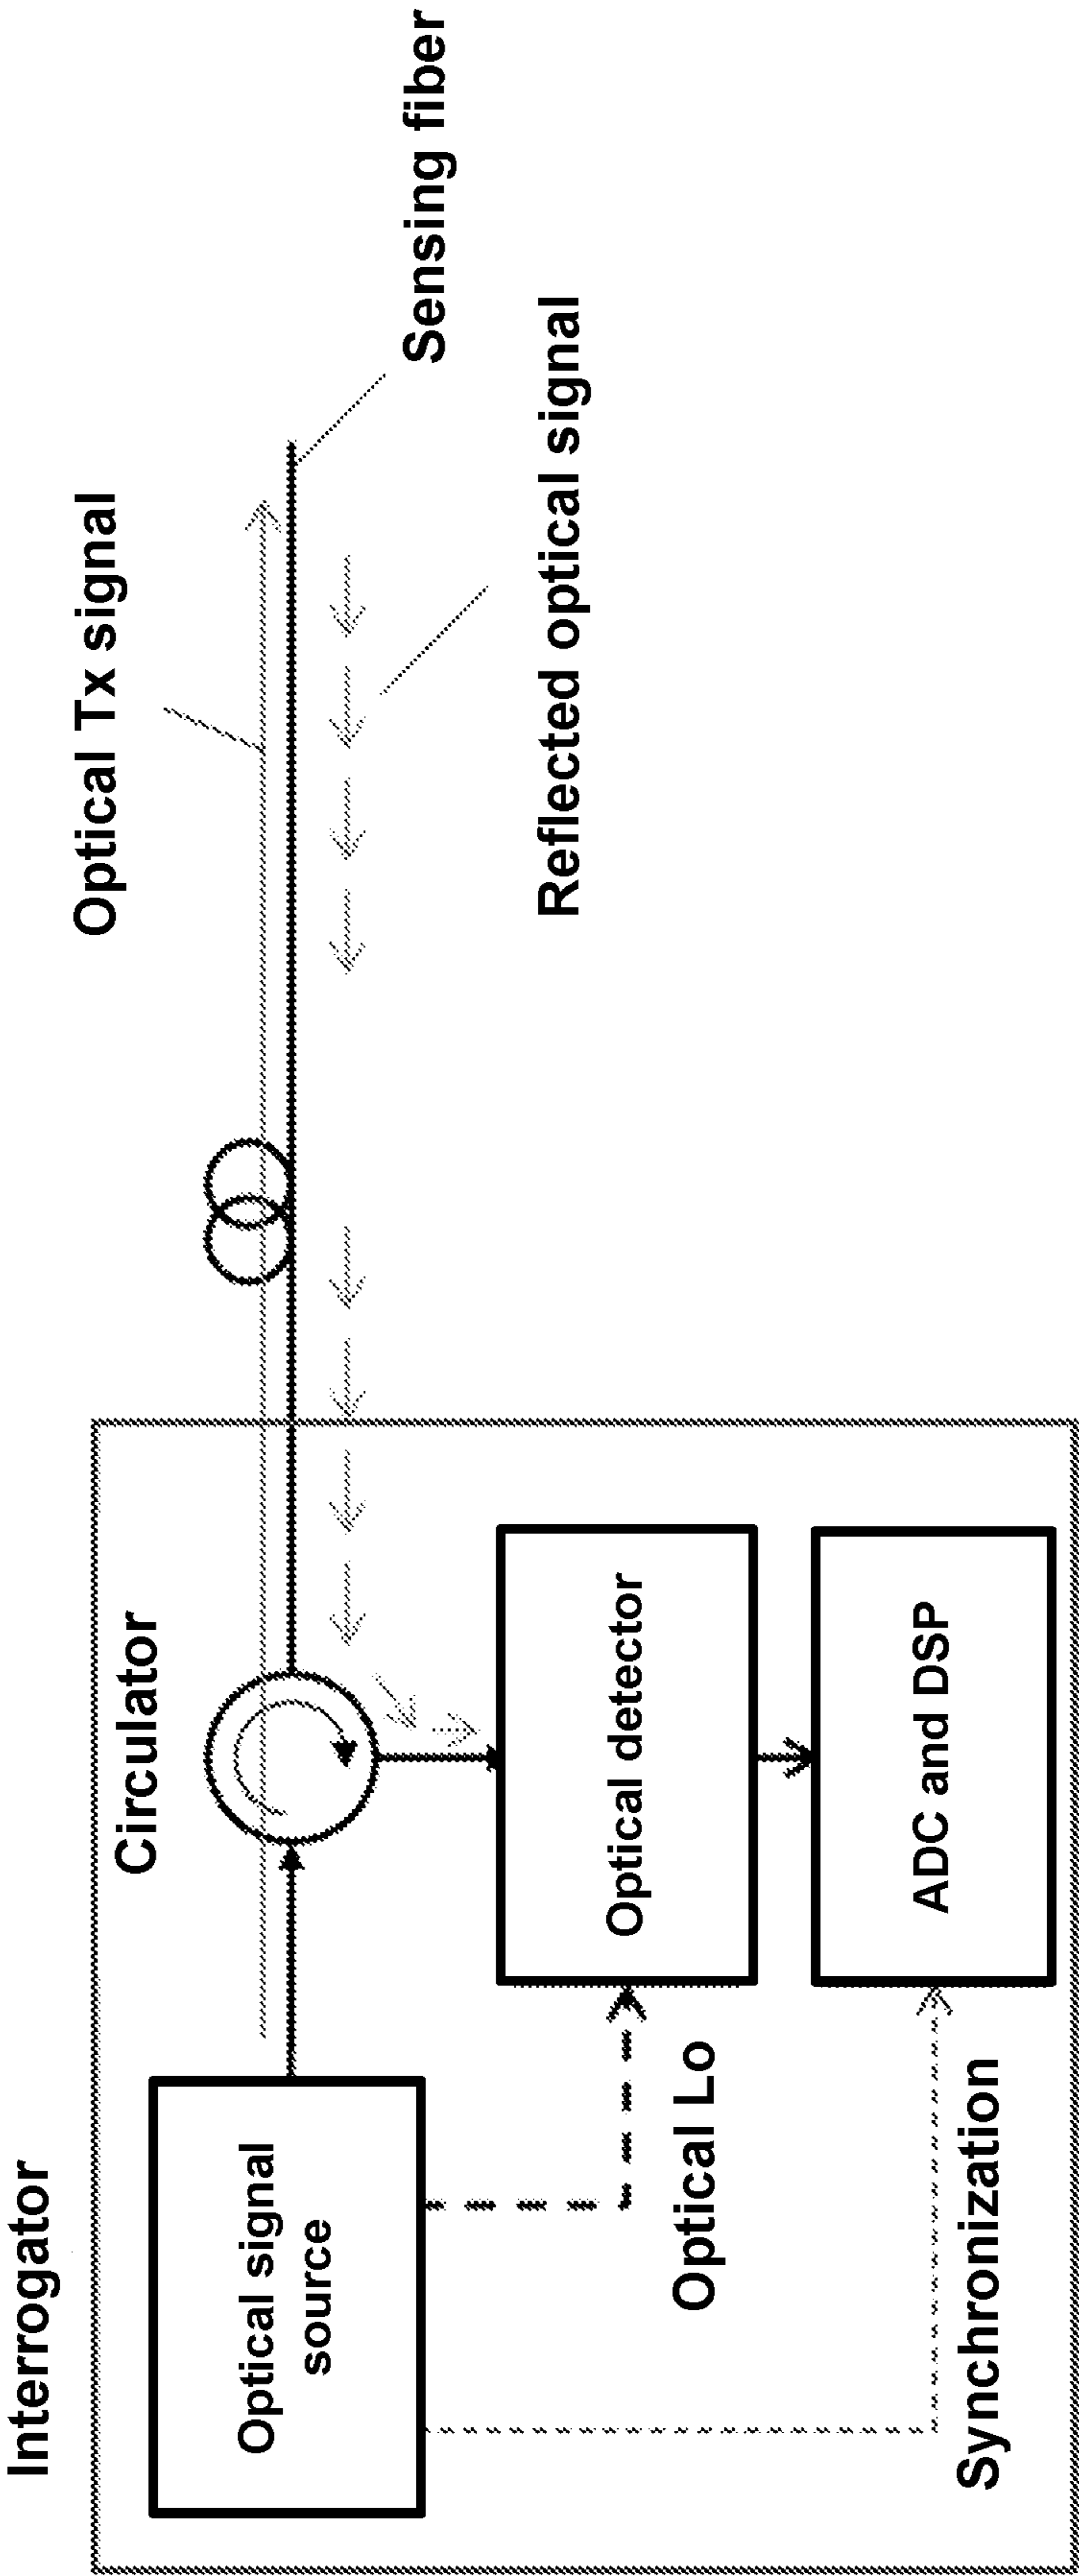 Interrogator
Optical signal
source
Circulator
Optical Tx signal
Sensing fiber
Reflected optical signal
Optical detector
Optical Lo
ADC and DSP
Synchronization